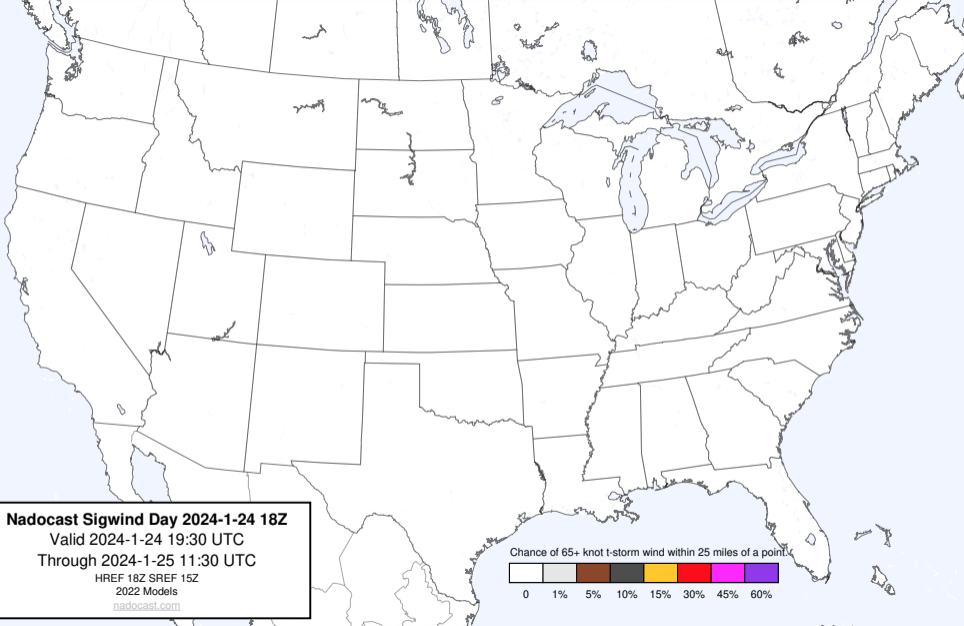 Nadocast Sigwind Day 2024-1-24 18Z
Valid 2024-1-24 19:30 UTC
Through 2024-1-25 11:30 UTC
HREF 18Z SREF 15Z
2022 Models
nadocast.com
Chance of 65+ knot t-storm wind within 25 miles of a point.
0 1% 5% 10% 15% 30% 45% 60%